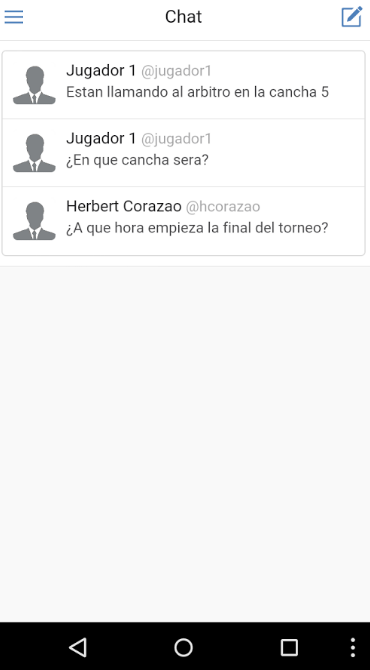 Chat
Jugador 1 @jugador1
Estan llamando al arbitro en la cancha 5
Jugador 1 @jugador1
¿En que cancha sera?
Herbert Corazao @hcorazao
¿A que hora empieza la final del torneo?